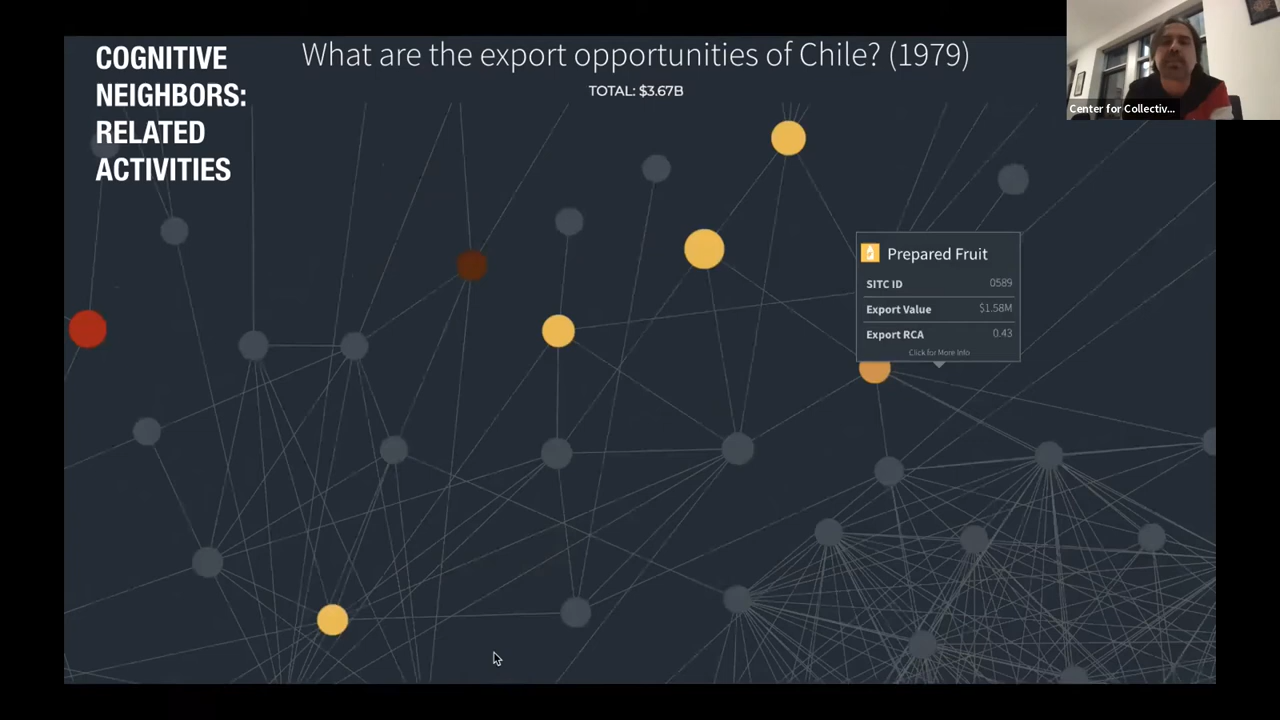 COGNITIVE
NEIGHBORS:
RELATED
ACTIVITIES
What are the export opportunities of Chile? (1979)
TOTAL: $3.67B
Center for Collectiv...
Prepared Fruit
SITC ID 0589
Export Value $1.58M
Export RCA 0.43
Click for More Info